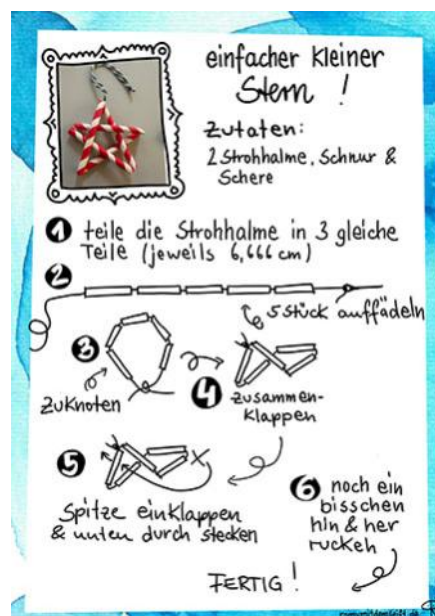 einfacher kleiner
Stern !
Zutaten:
2 Strohhalme, Schnur &
Schere
1 teile die Strohhalme in 3 gleiche
Teile (jeweils 6,666 cm)
2
5 Stück auffädeln
3
Zuknoten
4
zusammen-
klappen
5
Spitze einklappen
& unten durch stecken
6 noch ein
bisschen
hin & her
ruckeln
FERTIG!